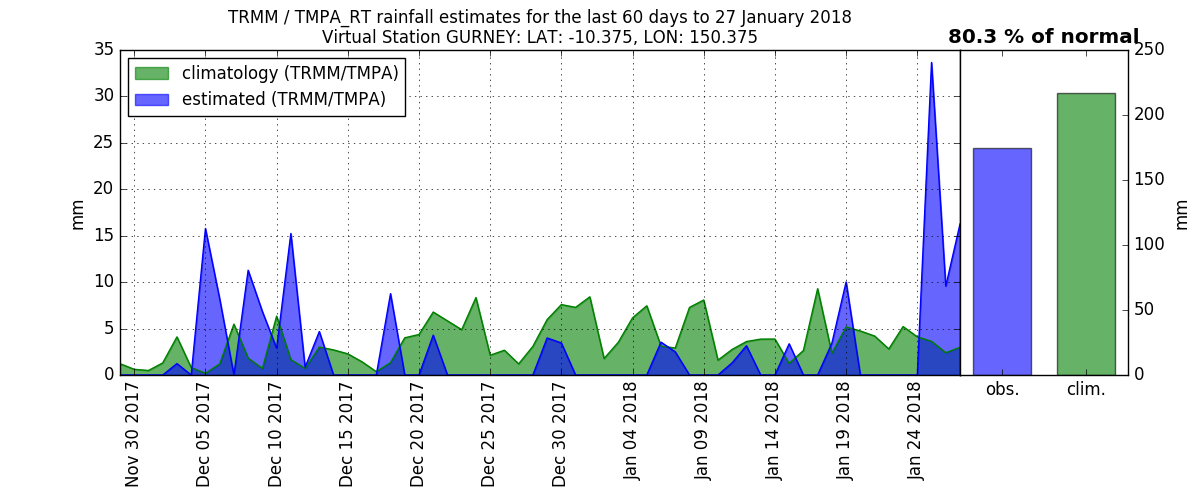 TRMM / TMPA_RT rainfall estimates for the last 60 days to 27 January 2018
Virtual Station GURNEY: LAT: -10.375, LON: 150.375
80.3 % of normal
climatology (TRMM/TMPA)
estimated (TRMM/TMPA)
35
30
25
20
15
10
5
0
mm
Nov 30 2017
Dec 05 2017
Dec 10 2017
Dec 15 2017
Dec 20 2017
Dec 25 2017
Dec 30 2017
Jan 04 2018
Jan 09 2018
Jan 14 2018
Jan 19 2018
Jan 24 2018
obs.
clim.
250
200
150
100
50
0
mm